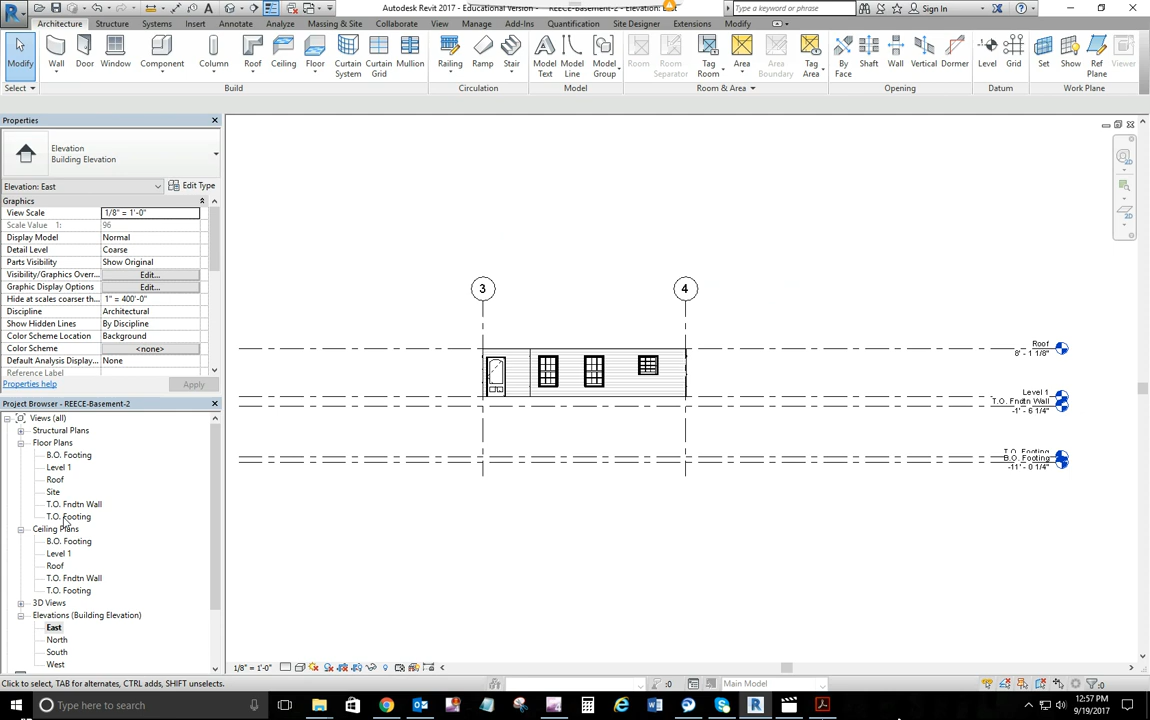 Autodesk Revit 2017 - Educational Version - REECE-Basement-2 - Elevation: E
Type a keyword or phrase
Sign In
Architecture Structure Systems Insert Annotate Analyze Massing & Site Collaborate View Manage Add-Ins Quantification Site Designer Extensions Modify
Modify Wall Door Window Component Column Roof Ceiling Floor Curtain System Curtain Grid Mullion Railing Ramp Stair Model Text Model Line Model Group Room Room Separator Tag Room Area Area Boundary Tag Area By Face Shaft Wall Vertical Dormer Level Grid Set Show Ref Plane Viewer
Select Build Circulation Model Room & Area Opening Datum Work Plane
Properties
Elevation
Building Elevation
Elevation: East Edit Type
Graphics
View Scale 1/8" = 1'-0"
Scale Value 1: 96
Display Model Normal
Detail Level Coarse
Parts Visibility Show Original
Visibility/Graphics Overr... Edit...
Graphic Display Options Edit...
Hide at scales coarser th... 1" = 400'-0"
Discipline Architectural
Show Hidden Lines By Discipline
Color Scheme Location Background
Color Scheme <none>
Default Analysis Display... None
Reference Label
Properties help Apply
Project Browser - REECE-Basement-2
Views (all)
Structural Plans
Floor Plans
B.O. Footing
Level 1
Roof
Site
T.O. Fndtn Wall
T.O. Footing
Ceiling Plans
B.O. Footing
Level 1
Roof
T.O. Fndtn Wall
T.O. Footing
3D Views
Elevations (Building Elevation)
East
North
South
West
3 4
Roof
8' - 1 1/8"
Level 1
T.O. Fndtn Wall
-1' - 6 1/4"
T.O. Footing
B.O. Footing
-11' - 0 1/4"
1/8" = 1'-0"
Click to select, TAB for alternates, CTRL adds, SHIFT unselects.
:0 Main Model :0
Type here to search
12:57 PM
9/19/2017